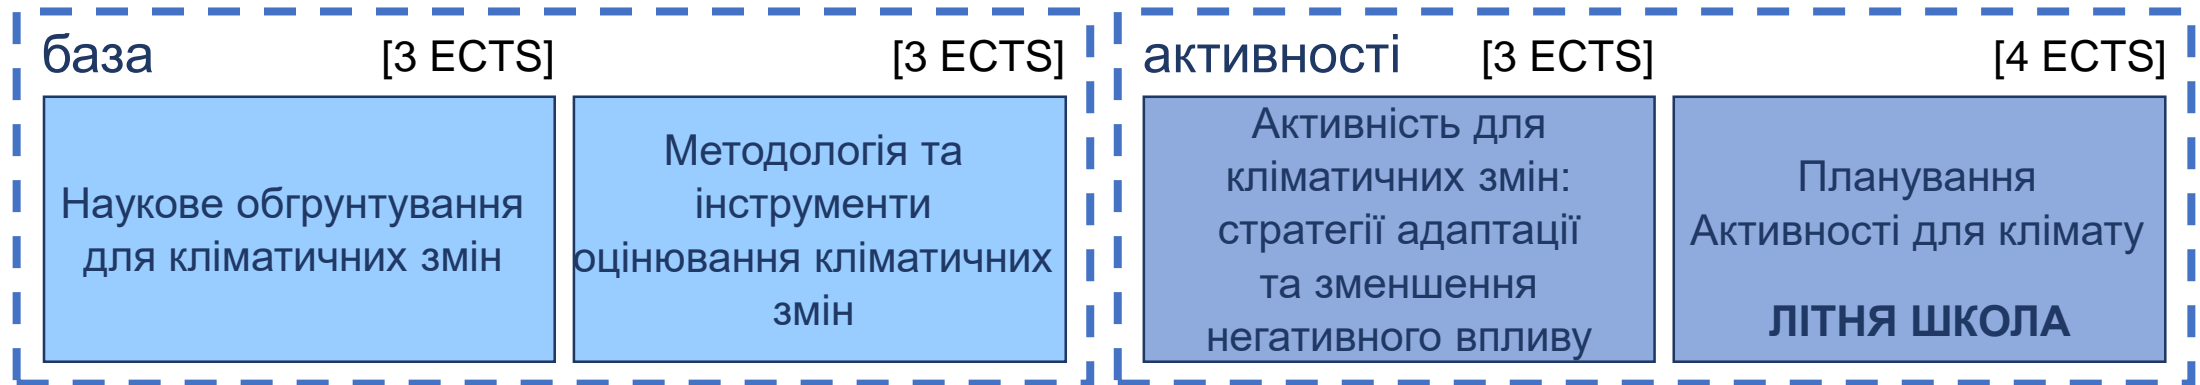 база [3 ECTS] [3 ECTS]
Наукове обгрунтування
для кліматичних змін
Методологія та
інструменти
оцінювання кліматичних
змін
активності [3 ECTS] [4 ECTS]
Активність для
кліматичних змін:
стратегії адаптації
та зменшення
негативного впливу
Планування
Активності для клімату
ЛІТНЯ ШКОЛА